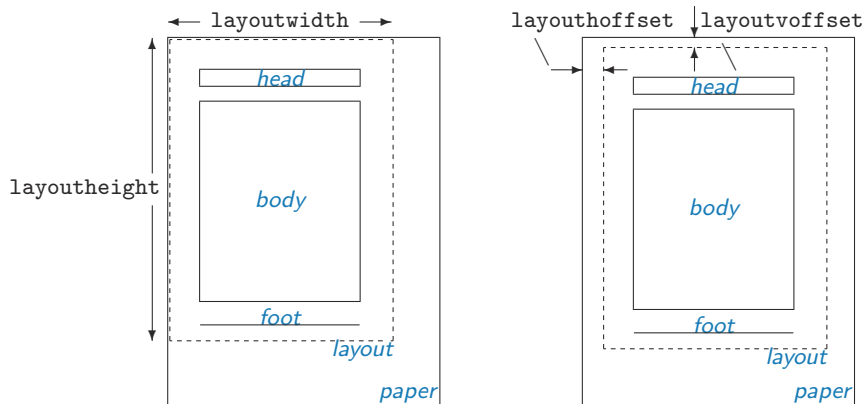 layoutwidth
layoutheight
head
body
foot
layout
paper
layouthoffset
layoutvoffset
head
body
foot
layout
paper